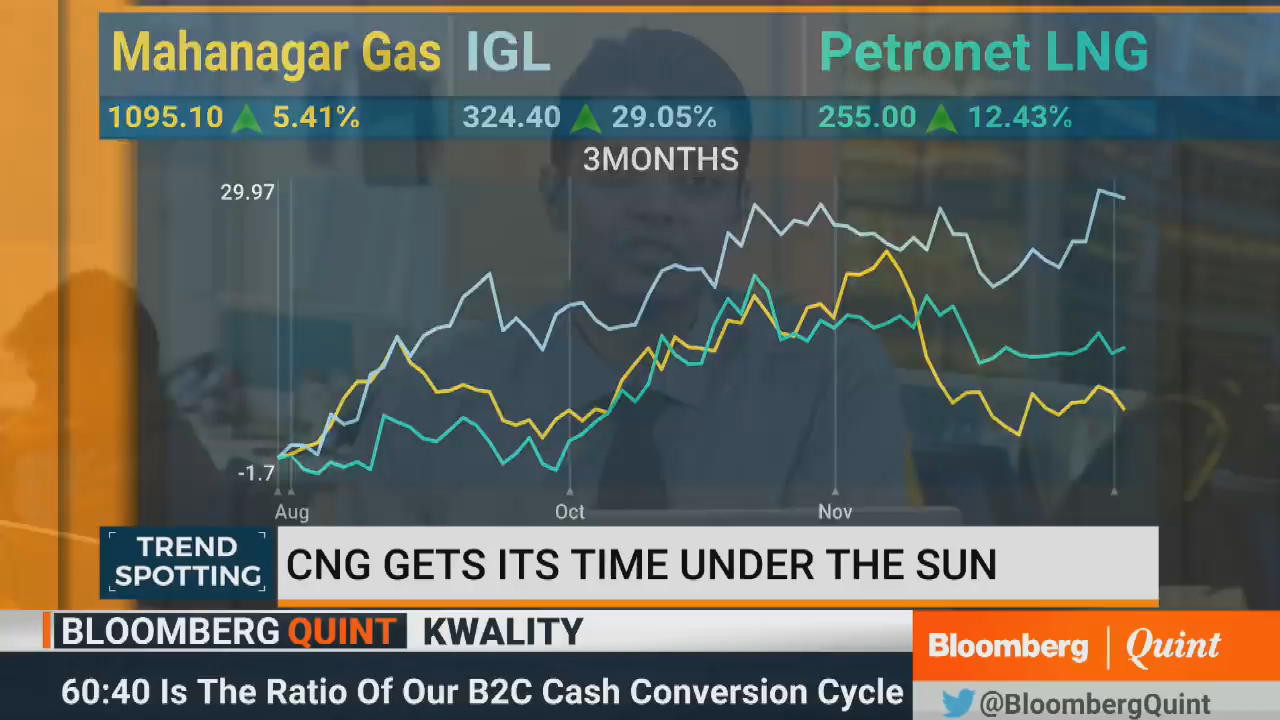 Mahanagar Gas IGL Petronet LNG
1095.10 5.41% 324.40 29.05% 255.00 12.43%
3MONTHS
29.97
-1.7
Aug Oct Nov
TREND
SPOTTING
CNG GETS ITS TIME UNDER THE SUN
BLOOMBERG QUINT KWALITY
60:40 Is The Ratio Of Our B2C Cash Conversion Cycle
Bloomberg | Quint
@BloombergQuint